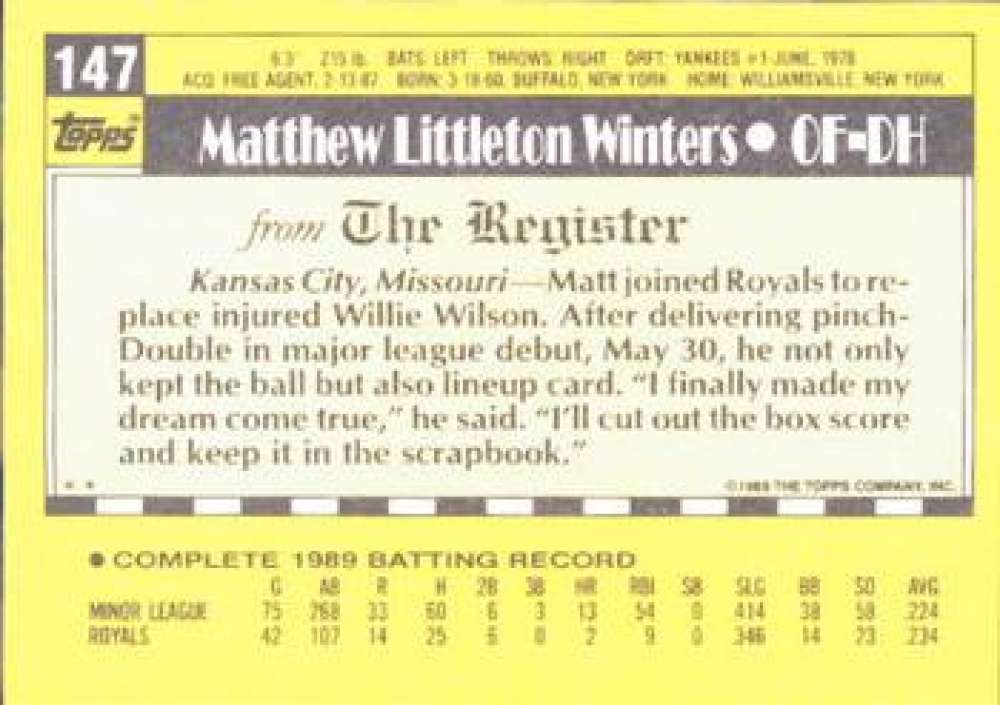 147
6'3" 215 lb. BATS: LEFT THROWS: RIGHT DRFT: YANKEES #1-JUNE, 1978
ACQ: FREE AGENT, 2-13-87 BORN: 3-18-60, BUFFALO, NEW YORK HOME: WILLIAMSVILLE, NEW YORK
Topps™
Matthew Littleton Winters • OF-DH
from The Register
Kansas City, Missouri—Matt joined Royals to re-
place injured Willie Wilson. After delivering pinch-
Double in major league debut, May 30, he not only
kept the ball but also lineup card. “I finally made my
dream come true,” he said. “I’ll cut out the box score
and keep it in the scrapbook.”
* * © 1989 THE TOPPS COMPANY, INC.
• COMPLETE 1989 BATTING RECORD
G AB R H 2B 3B HR RBI SB SLG BB SO AVG
MINOR LEAGUE 75 268 33 60 6 3 13 54 0 .414 38 58 .224
ROYALS 42 107 14 25 6 0 2 9 0 .346 14 23 .234